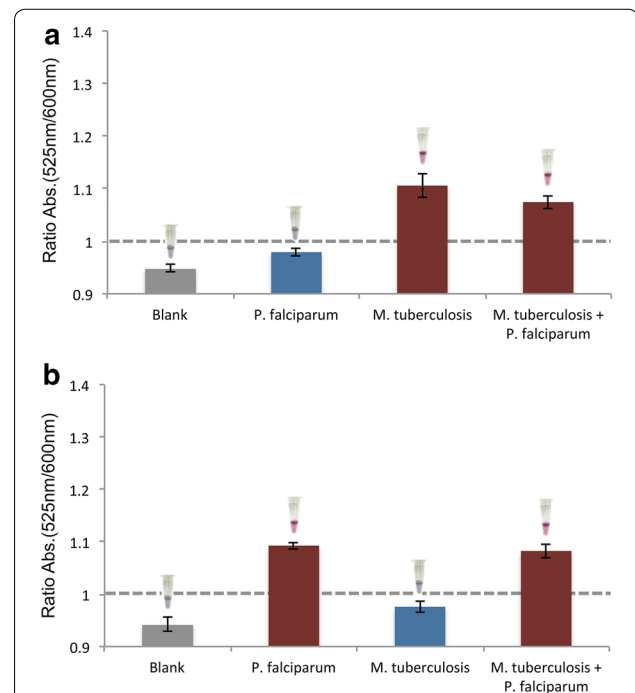 a
Ratio Abs.(525nm/600nm)
1.4
1.3
1.2
1.1
1
0.9
Blank
P. falciparum
M. tuberculosis
M. tuberculosis +
P. falciparum
b
Ratio Abs.(525nm/600nm)
1.4
1.3
1.2
1.1
1
0.9
Blank
P. falciparum
M. tuberculosis
M. tuberculosis +
P. falciparum